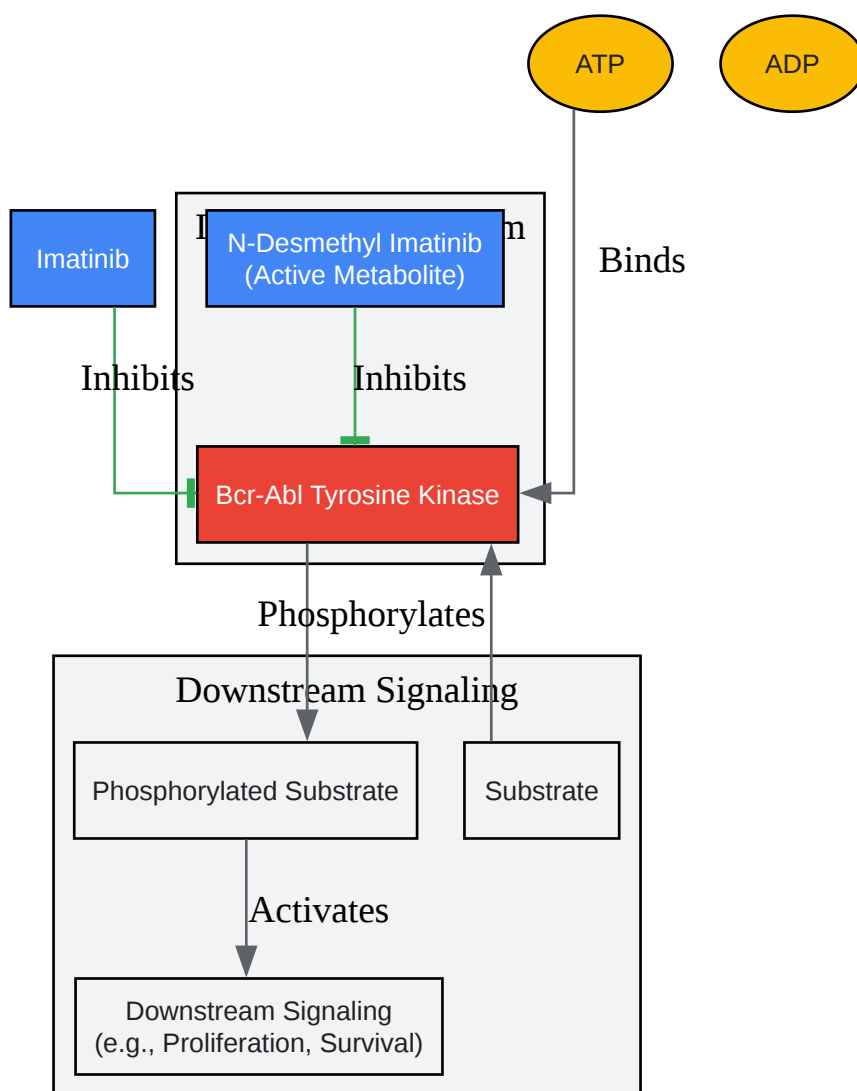 ATP
ADP
Imatinib
N-Desmethyl Imatinib
(Active Metabolite)
Binds
Inhibits
Inhibits
Bcr-Abl Tyrosine Kinase
Phosphorylates
Downstream Signaling
Phosphorylated Substrate
Substrate
Activates
Downstream Signaling
(e.g., Proliferation, Survival)